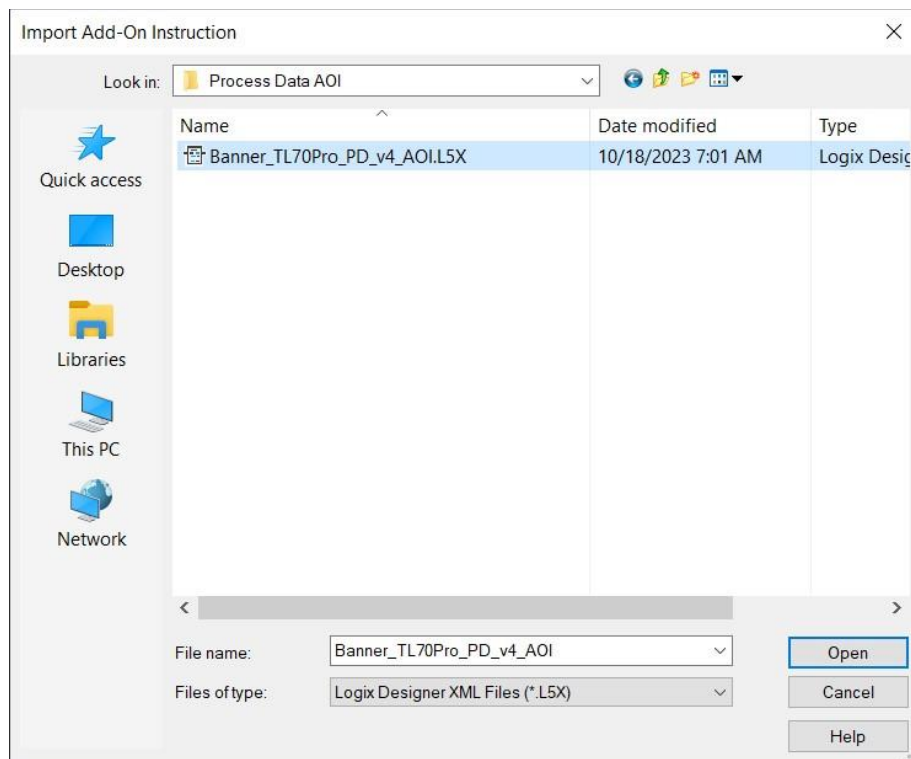 Import Add-On Instruction
Look in: Process Data AOI
Name Date modified Type
Banner_TL70Pro_PD_v4_AOI.L5X 10/18/2023 7:01 AM Logix Desig
Quick access
Desktop
Libraries
This PC
Network
File name: Banner_TL70Pro_PD_v4_AOI Open
Files of type: Logix Designer XML Files (*.L5X) Cancel
Help